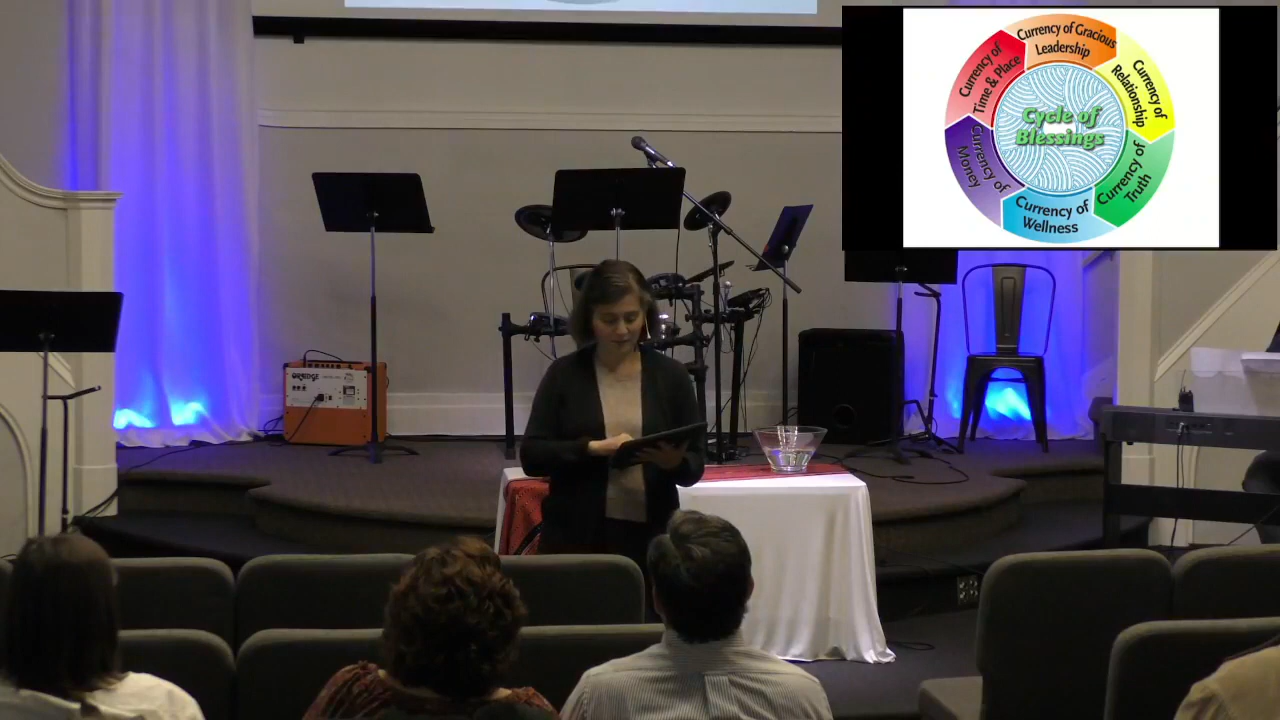 Currency of Gracious
Leadership
Currency of
Relationship
Currency of
Truth
Currency of
Wellness
Currency of
Money
Currency of
Time & Place
Cycle of
Blessings
ORANGE